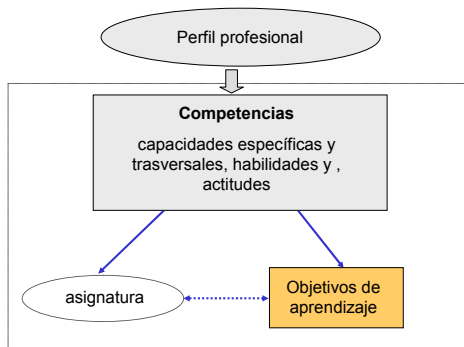 Perfil profesional
Competencias
capacidades específicas y
trasversales, habilidades y ,
actitudes
asignatura
Objetivos de
aprendizaje